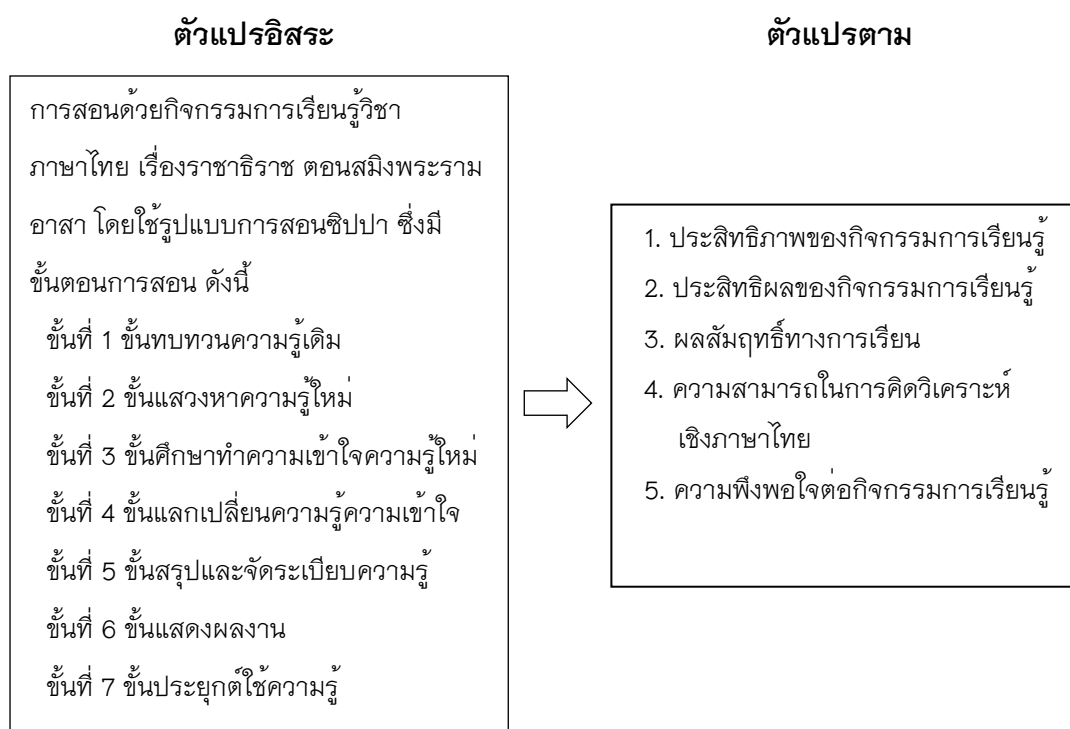 ตัวแปรอิสระ
การสอนด้วยกิจกรรมการเรียนรู้วิชา
ภาษาไทย เรื่องราชาธิราช ตอนสมิงพระราม
อาสา โดยใช้รูปแบบการสอนซิปปา ซึ่งมี
ขั้นตอนการสอน ดังนี้
ขั้นที่ 1 ขั้นทบทวนความรู้เดิม
ขั้นที่ 2 ขั้นแสวงหาความรู้ใหม่
ขั้นที่ 3 ขั้นศึกษาทำความเข้าใจความรู้ใหม่
ขั้นที่ 4 ขั้นแลกเปลี่ยนความรู้ความเข้าใจ
ขั้นที่ 5 ขั้นสรุปและจัดระเบียบความรู้
ขั้นที่ 6 ขั้นแสดงผลงาน
ขั้นที่ 7 ขั้นประยุกต์ใช้ความรู้
ตัวแปรตาม
1. ประสิทธิภาพของกิจกรรมการเรียนรู้
2. ประสิทธิผลของกิจกรรมการเรียนรู้
3. ผลสัมฤทธิ์ทางการเรียน
4. ความสามารถในการคิดวิเคราะห์
เชิงภาษาไทย
5. ความพึงพอใจต่อกิจกรรมการเรียนรู้